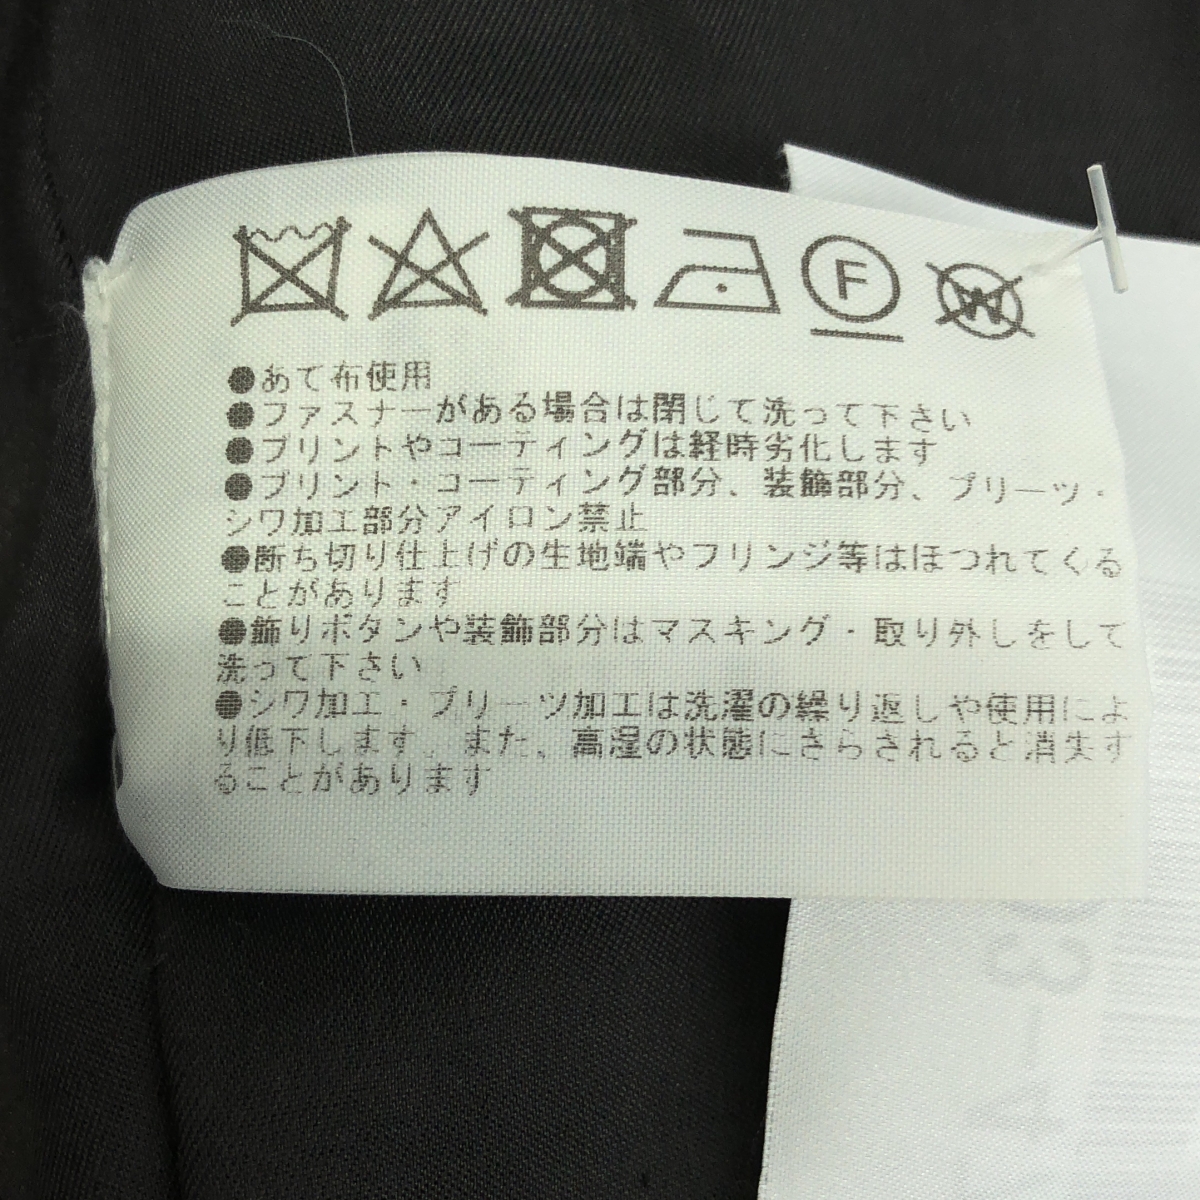 F W
●あて布使用
●ファスナーがある場合は閉じて洗って下さい
●プリントやコーティングは経時劣化します
●プリント・コーティング部分、装飾部分、プリーツ・
シワ加工部分アイロン禁止
●断ち切り仕上げの生地端やフリンジ等はほつれてくる
ことがあります
●飾りボタンや装飾部分はマスキング・取り外しをして
洗って下さい
●シワ加工・プリーツ加工は洗濯の繰り返しや使用によ
り低下します。また、高湿の状態にさらされると消失す
ることがあります